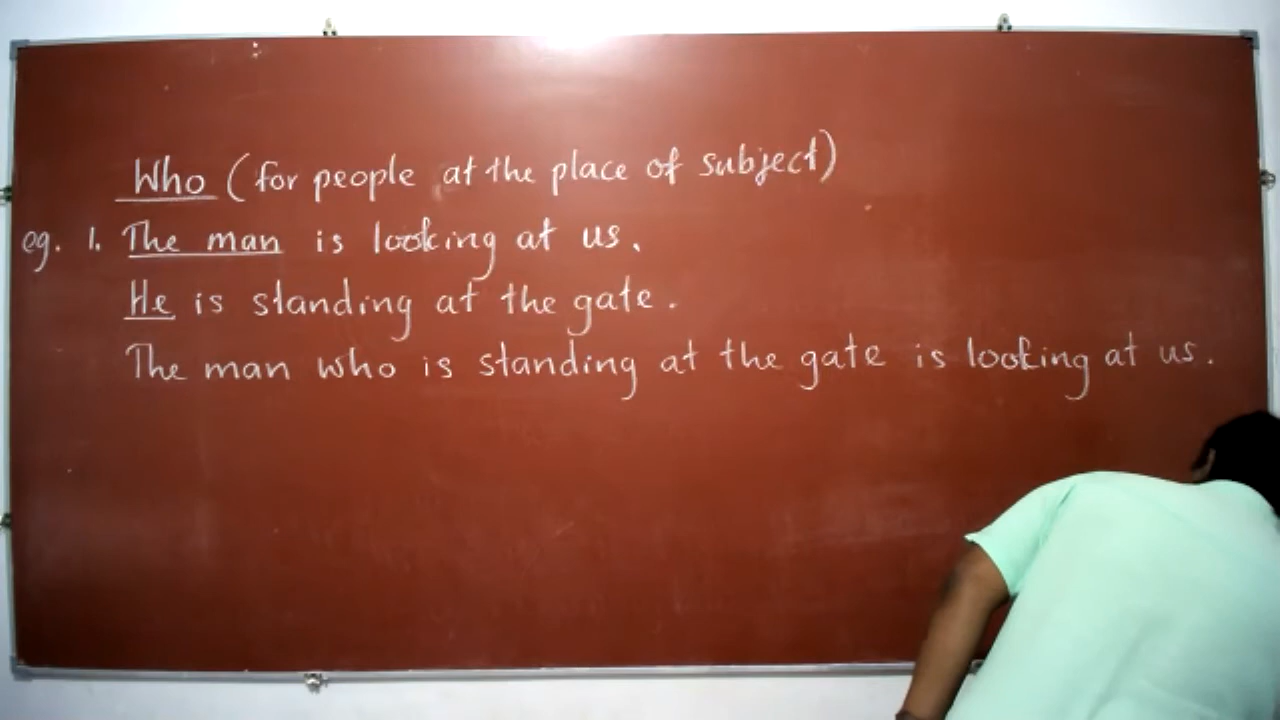 Who (for people at the place of subject)
eg. 1. The man is looking at us.
He is standing at the gate.
The man who is standing at the gate is looking at us.